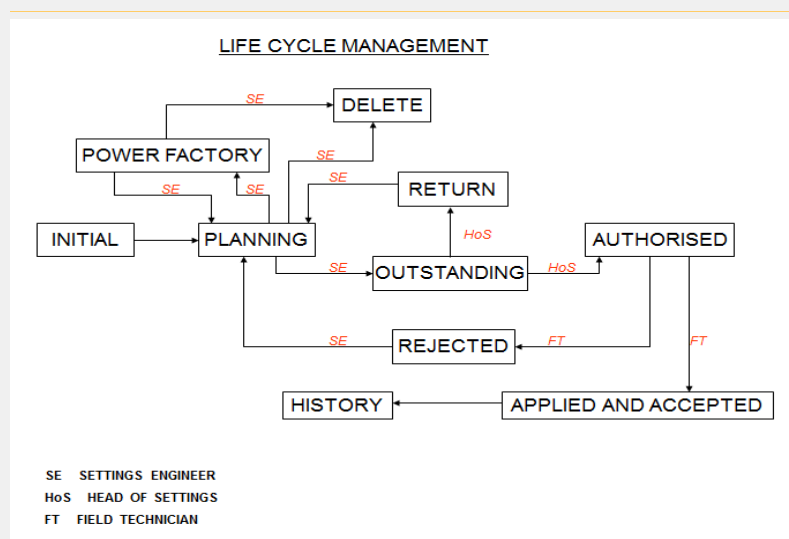 LIFE CYCLE MANAGEMENT
SE
DELETE
POWER FACTORY
SE
SE
SE
SE
RETURN
INITIAL
PLANNING
HoS
AUTHORISED
SE
OUTSTANDING
HoS
SE
REJECTED
FT
FT
HISTORY
APPLIED AND ACCEPTED
SE SETTINGS ENGINEER
HoS HEAD OF SETTINGS
FT FIELD TECHNICIAN